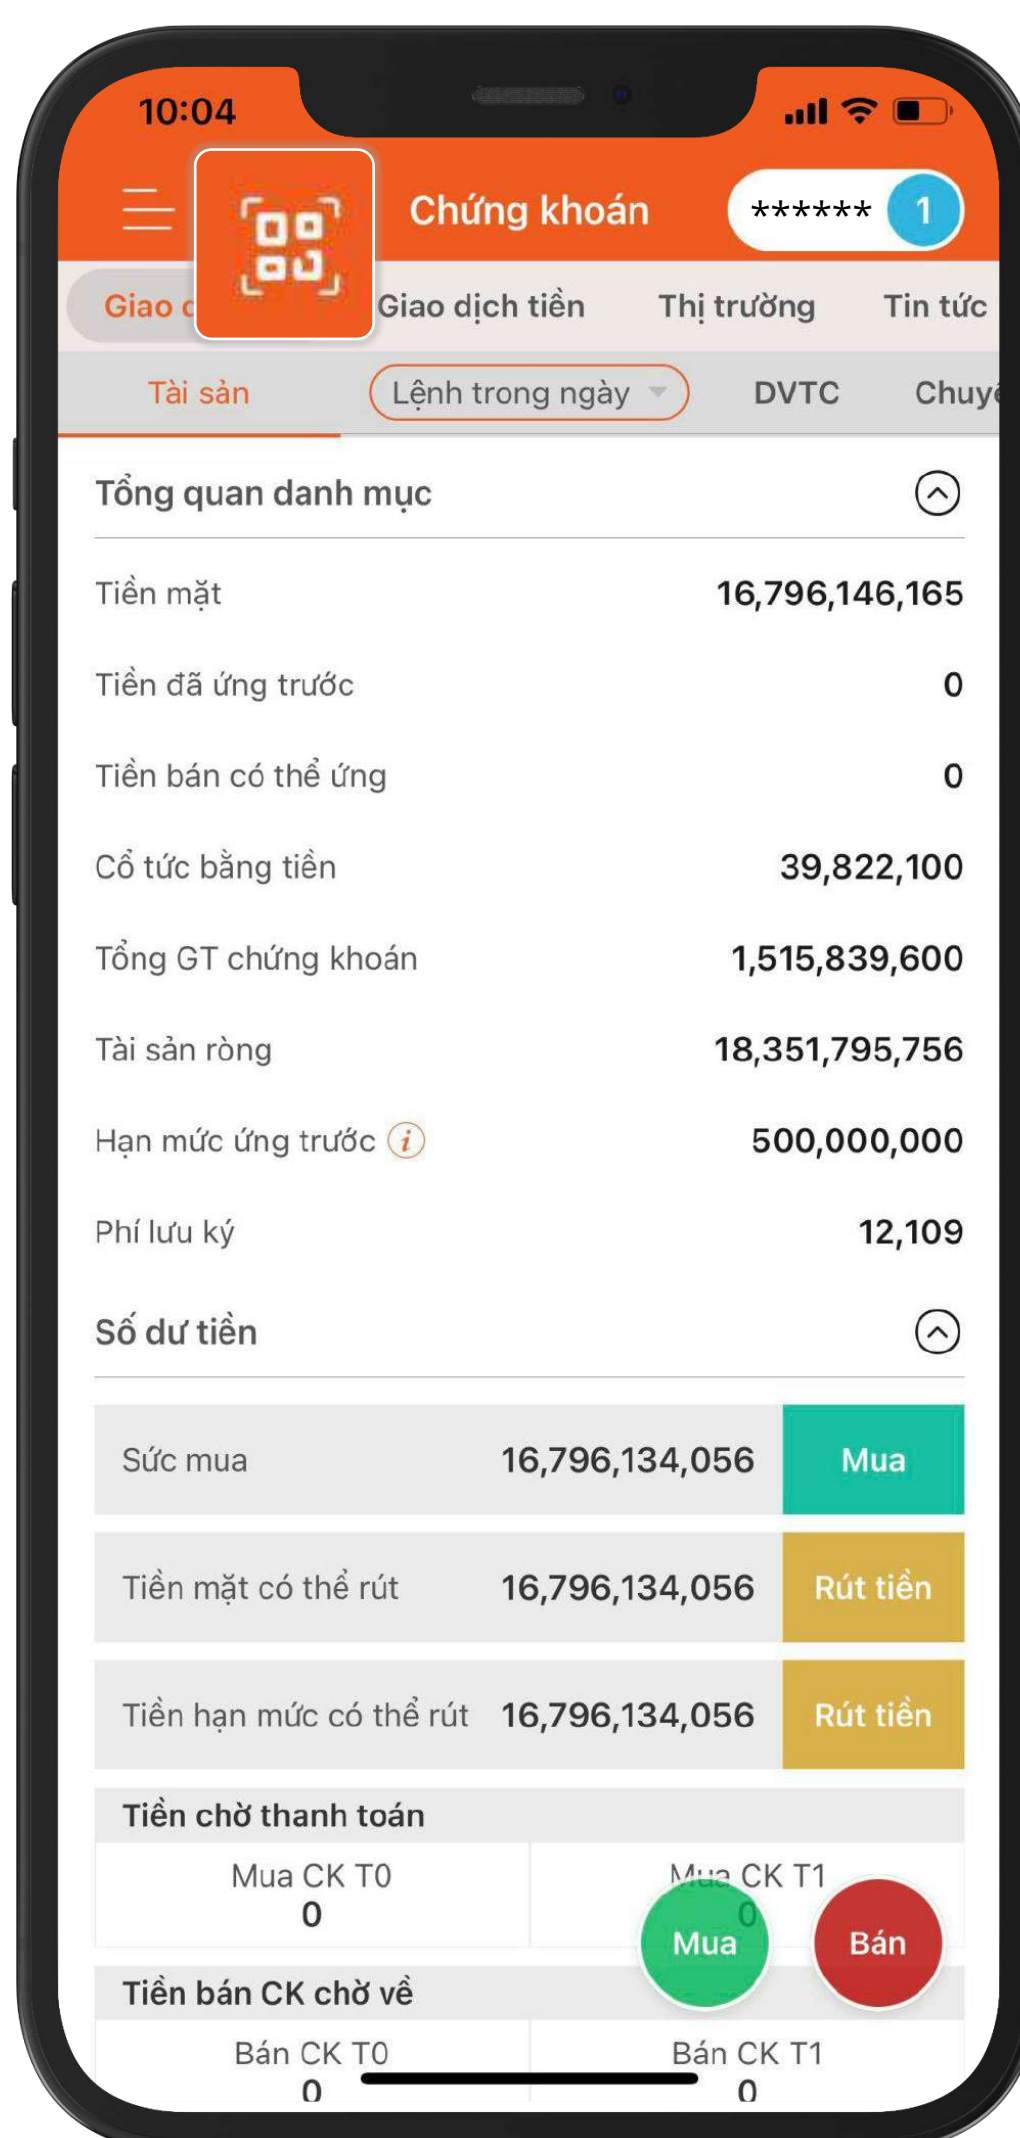 10:04
Chứng khoán
****** 1
Giao
Giao dịch tiền
Thị trường
Tin tức
Tài sản
Lệnh trong ngày
DVTC
Tổng quan danh mục
Tiền mặt 16,796,146,165
Tiền đã ứng trước 0
Tiền bán có thể ứng 0
Cổ tức bằng tiền 39,822,100
Tổng GT chứng khoán 1,515,839,600
Tài sản ròng 18,351,795,756
Hạn mức ứng trước i 500,000,000
Phí lưu ký 12,109
Số dư tiền
Sức mua 16,796,134,056 Mua
Tiền mặt có thể rút 16,796,134,056 Rút tiền
Tiền hạn mức có thể rút 16,796,134,056 Rút tiền
Tiền chờ thanh toán
Mua CK T0 Mua CK T1
0 0
Mua Bán
Tiền bán CK chờ về
Bán CK T0 Bán CK T1
0 0